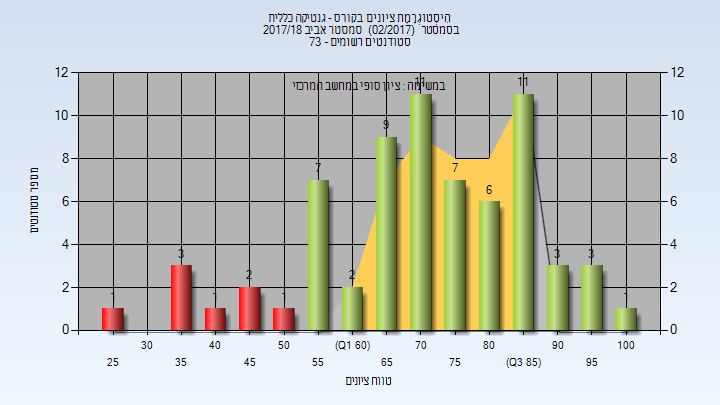 היסטוגרמת ציונים בקורס - גנטיקה כללית
בסמסטר (02/2017) סמסטר אביב 2017/18
סטודנטים רשומים - 73
במשימה : ציון סופי במחשב המרכזי
12 12
10 10
8 8
6 6
4 4
2 2
0 0
מספר סטודנטים
1 3 1 2 1 7 2 9 11 7 6 11 3 3 1
30 40 50 (Q1 60) 70 80 90 100
25 35 45 55 65 75 (Q3 85) 95
טווח ציונים